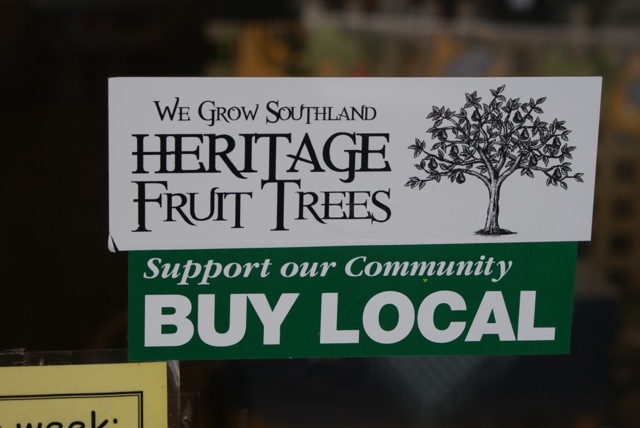 We Grow Southland
HERITAGE
Fruit Trees
Support our Community
BUY LOCAL
week: